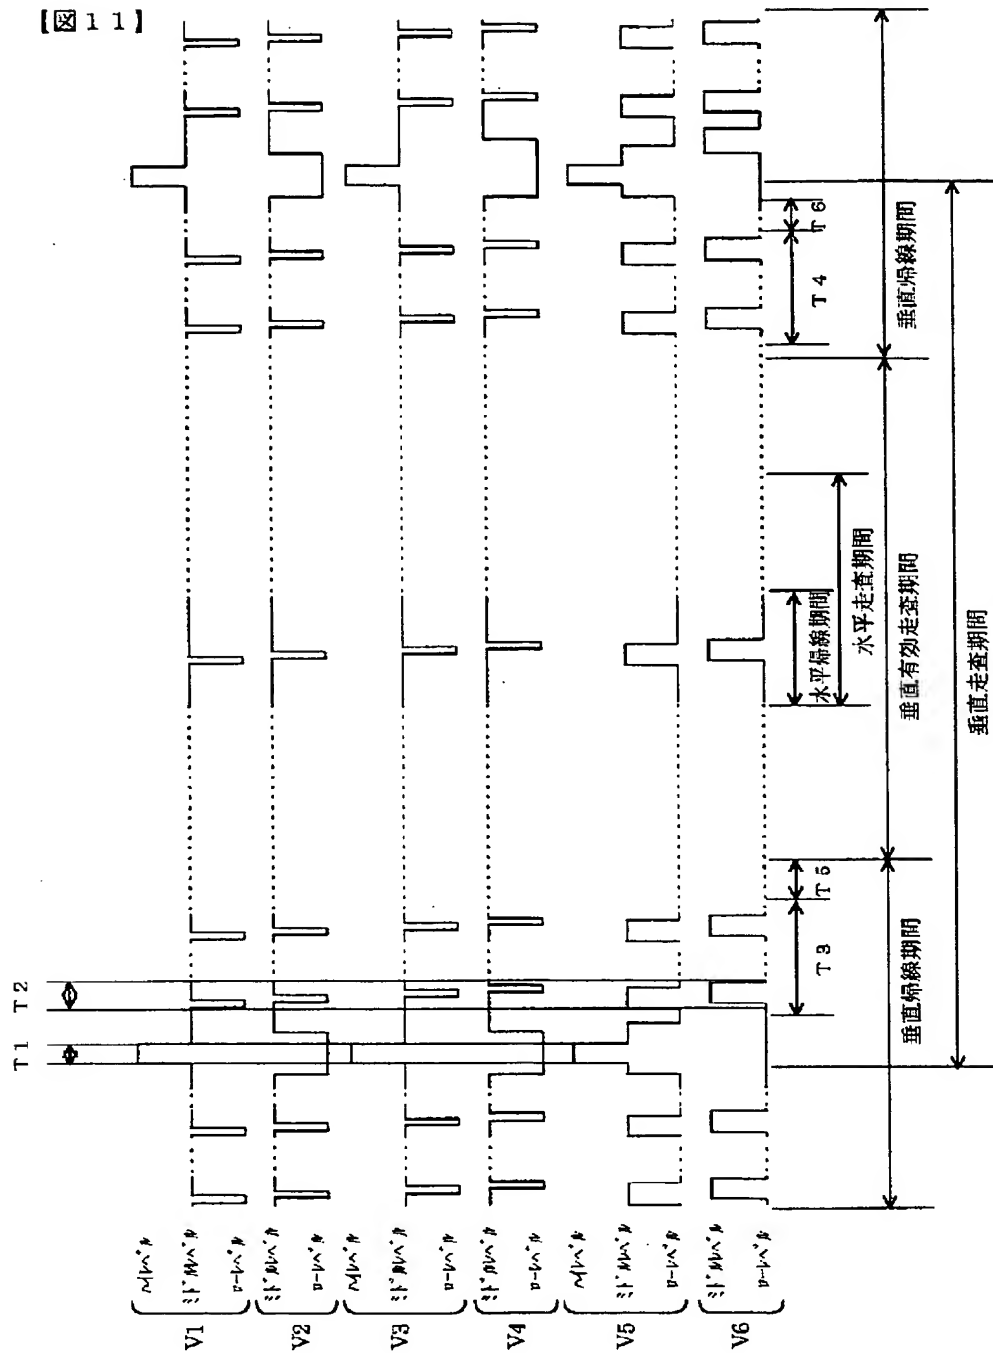 【図11】
T1
T2
V1
ハイレベル
ミドルレベル
ローレベル
V2
ミドルレベル
ローレベル
V3
ハイレベル
ミドルレベル
ローレベル
V4
ミドルレベル
ローレベル
V5
ハイレベル
ミドルレベル
ローレベル
V6
ミドルレベル
ローレベル
T3
T5
T4
T6
水平帰線期間
水平走査期間
垂直帰線期間
垂直有効走査期間
垂直帰線期間
垂直走査期間